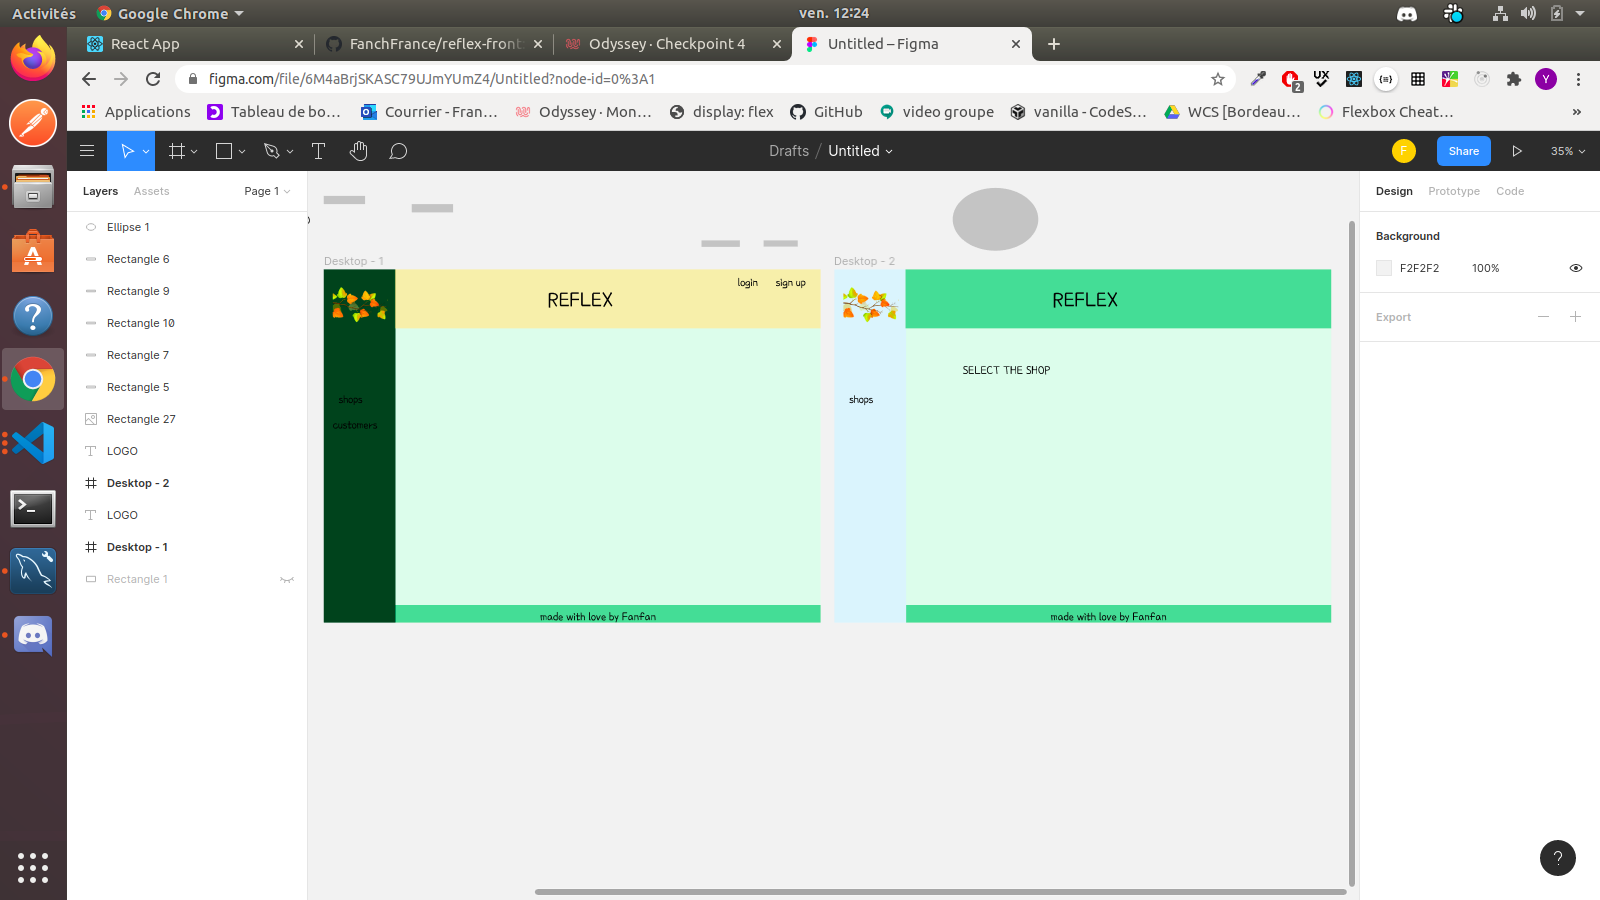 Activités
Google Chrome
ven. 12:24
React App
FanchFrance/reflex-front
Odyssey · Checkpoint 4
Untitled – Figma
figma.com/file/6M4aBrjSKASC79UJmYUmZ4/Untitled?node-id=0%3A1
UX
2
Y
Applications
Tableau de bo…
Courrier - Fran…
Odyssey · Mon…
display: flex
GitHub
video groupe
vanilla - CodeS…
WCS [Bordeau…
Flexbox Cheat…
»
Drafts / Untitled
F
Share
35%
Layers
Assets
Page 1
Design
Prototype
Code
Ellipse 1
Rectangle 6
Rectangle 9
Rectangle 10
Rectangle 7
Rectangle 5
Rectangle 27
LOGO
Desktop - 2
LOGO
Desktop - 1
Rectangle 1
Desktop - 1
REFLEX
login
sign up
shops
customers
made with love by Fanfan
Desktop - 2
REFLEX
SELECT THE SHOP
shops
made with love by Fanfan
Background
F2F2F2
100%
Export
?